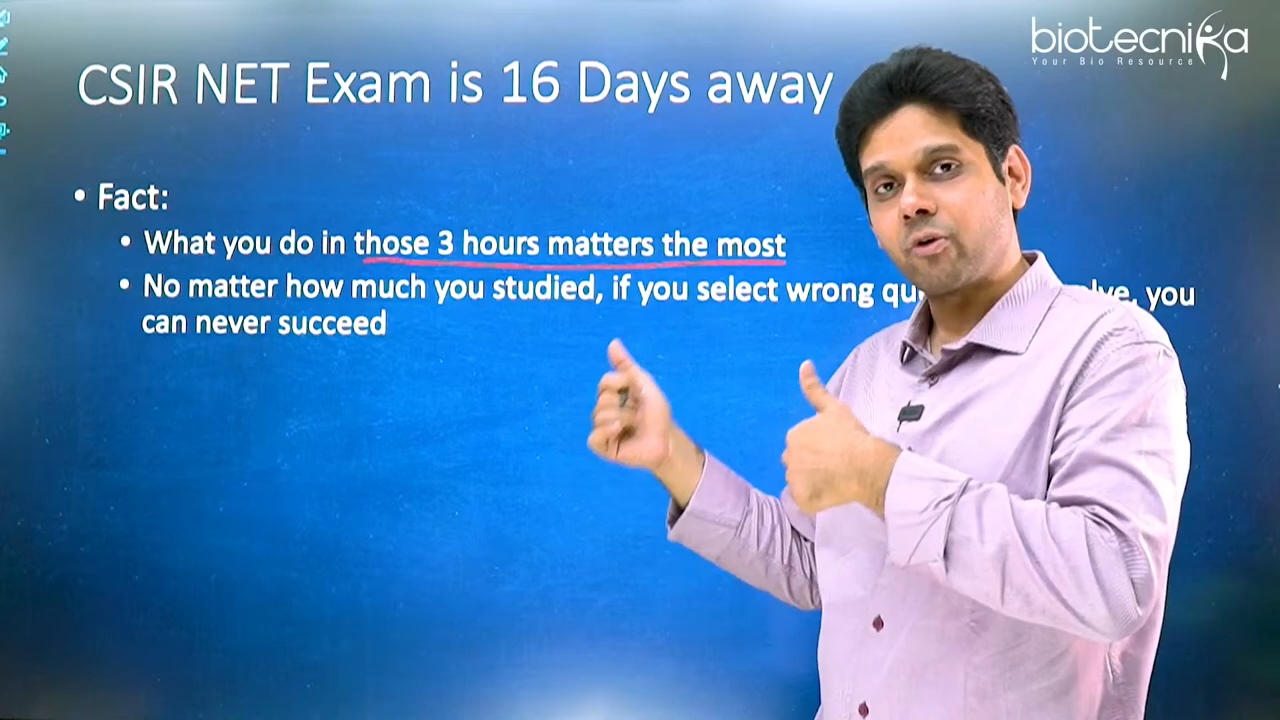 biotecnika
Your Bio Resource
CSIR NET Exam is 16 Days away
• Fact:
• What you do in those 3 hours matters the most
• No matter how much you studied, if you select wrong you
can never succeed